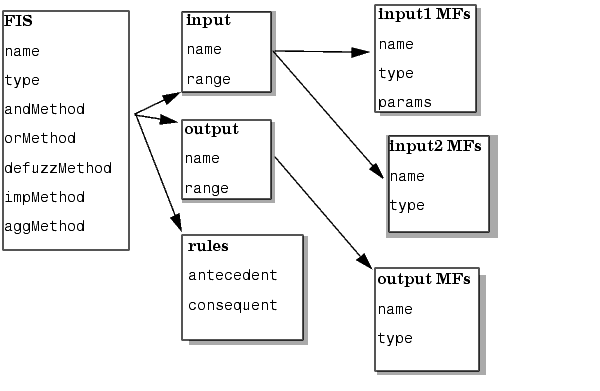 FIS
name
type
andMethod
orMethod
defuzzMethod
impMethod
aggMethod
input
name
range
output
name
range
rules
antecedent
consequent
input1 MFs
name
type
params
input2 MFs
name
type
output MFs
name
type